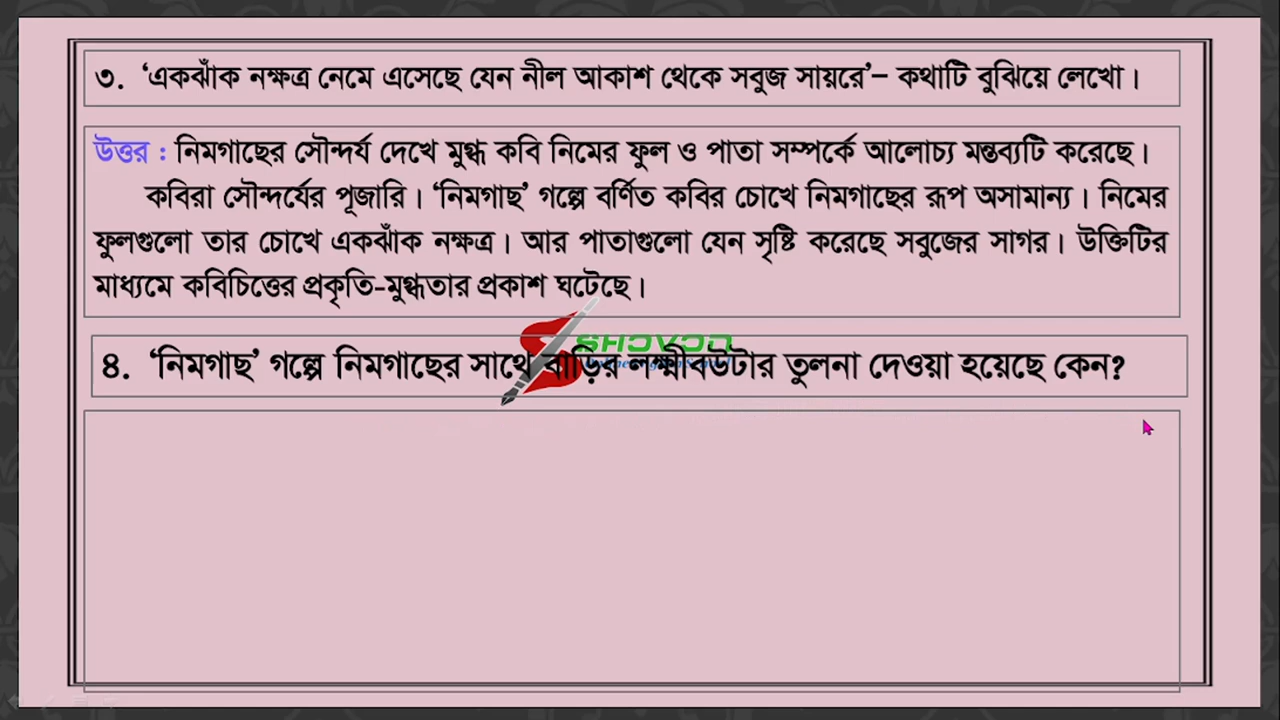 ৩. ‘একঝাঁক নক্ষত্র নেমে এসেছে যেন নীল আকাশ থেকে সবুজ সায়রে’– কথাটি বুঝিয়ে লেখো।
উত্তর : নিমগাছের সৌন্দর্য দেখে মুগ্ধ কবি নিমের ফুল ও পাতা সম্পর্কে আলোচ্য মন্তব্যটি করেছে।
কবিরা সৌন্দর্যের পূজারি। ‘নিমগাছ’ গল্পে বর্ণিত কবির চোখে নিমগাছের রূপ অসামান্য। নিমের
ফুলগুলো তার চোখে একঝাঁক নক্ষত্র। আর পাতাগুলো যেন সৃষ্টি করেছে সবুজের সাগর। উক্তিটির
মাধ্যমে কবিচিত্তের প্রকৃতি-মুগ্ধতার প্রকাশ ঘটেছে।
SHOVON
৪. ‘নিমগাছ’ গল্পে নিমগাছের সাথে বাড়ির লক্ষ্মীবউটার তুলনা দেওয়া হয়েছে কেন?